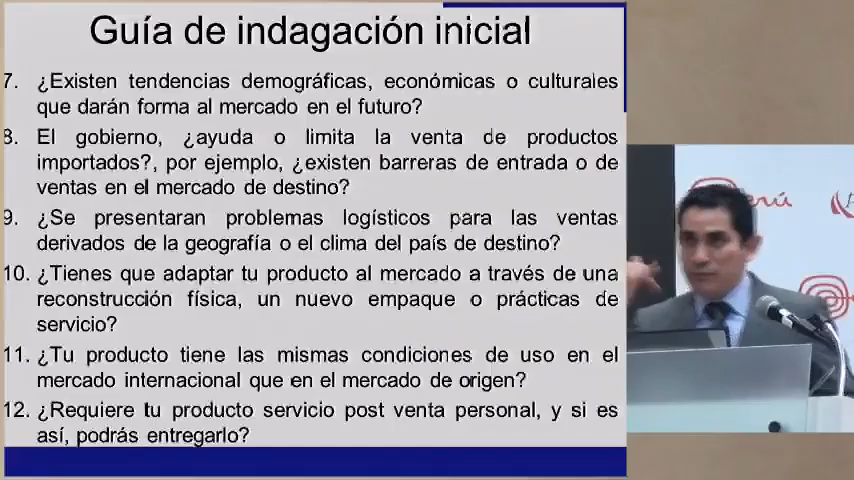 Guía de indagación inicial
7. ¿Existen tendencias demográficas, económicas o culturales
que darán forma al mercado en el futuro?
8. El gobierno, ¿ayuda o limita la venta de productos
importados?, por ejemplo, ¿existen barreras de entrada o de
ventas en el mercado de destino?
9. ¿Se presentaran problemas logísticos para las ventas
derivados de la geografía o el clima del país de destino?
10. ¿Tienes que adaptar tu producto al mercado a través de una
reconstrucción física, un nuevo empaque o prácticas de
servicio?
11. ¿Tu producto tiene las mismas condiciones de uso en el
mercado internacional que en el mercado de origen?
12. ¿Requiere tu producto servicio post venta personal, y si es
así, podrás entregarlo?